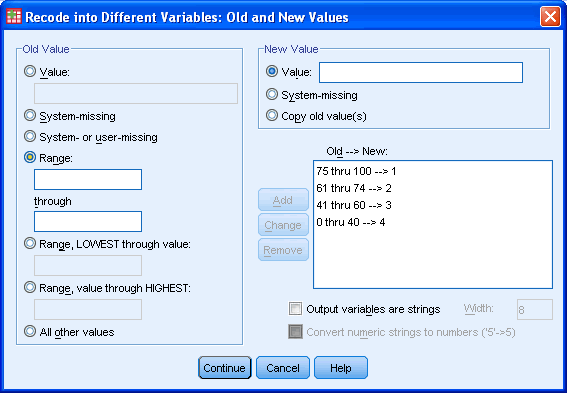 Recode into Different Variables: Old and New Values
Old Value
Value:
System-missing
System- or user-missing
Range:
through
Range, LOWEST through value:
Range, value through HIGHEST:
All other values
New Value
Value:
System-missing
Copy old value(s)
Old --> New:
75 thru 100 --> 1
61 thru 74 --> 2
41 thru 60 --> 3
0 thru 40 --> 4
Add
Change
Remove
Output variables are strings Width: 8
Convert numeric strings to numbers ('5'->5)
Continue Cancel Help